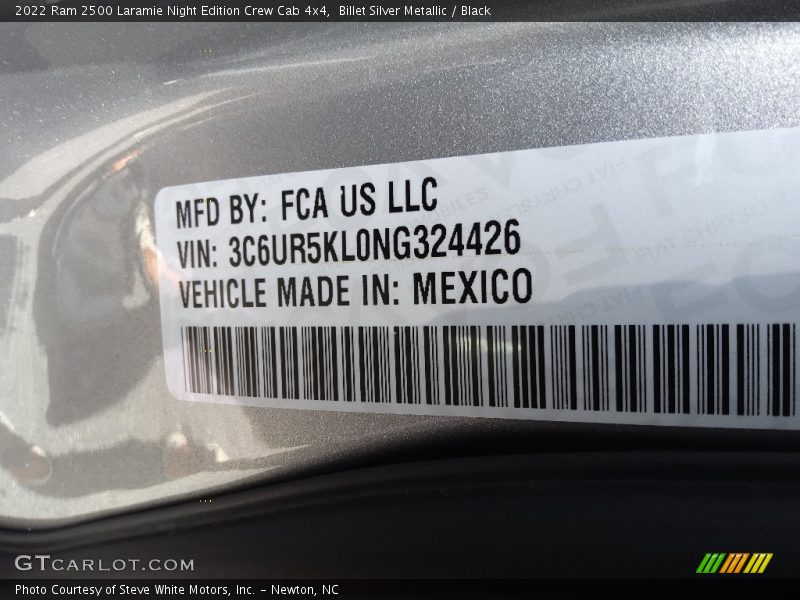 2022 Ram 2500 Laramie Night Edition Crew Cab 4x4,  Billet Silver Metallic / Black
MFD BY: FCA US LLC
VIN: 3C6UR5KL0NG324426
VEHICLE MADE IN: MEXICO
GTCARLOT.COM
Photo Courtesy of Steve White Motors, Inc. – Newton, NC